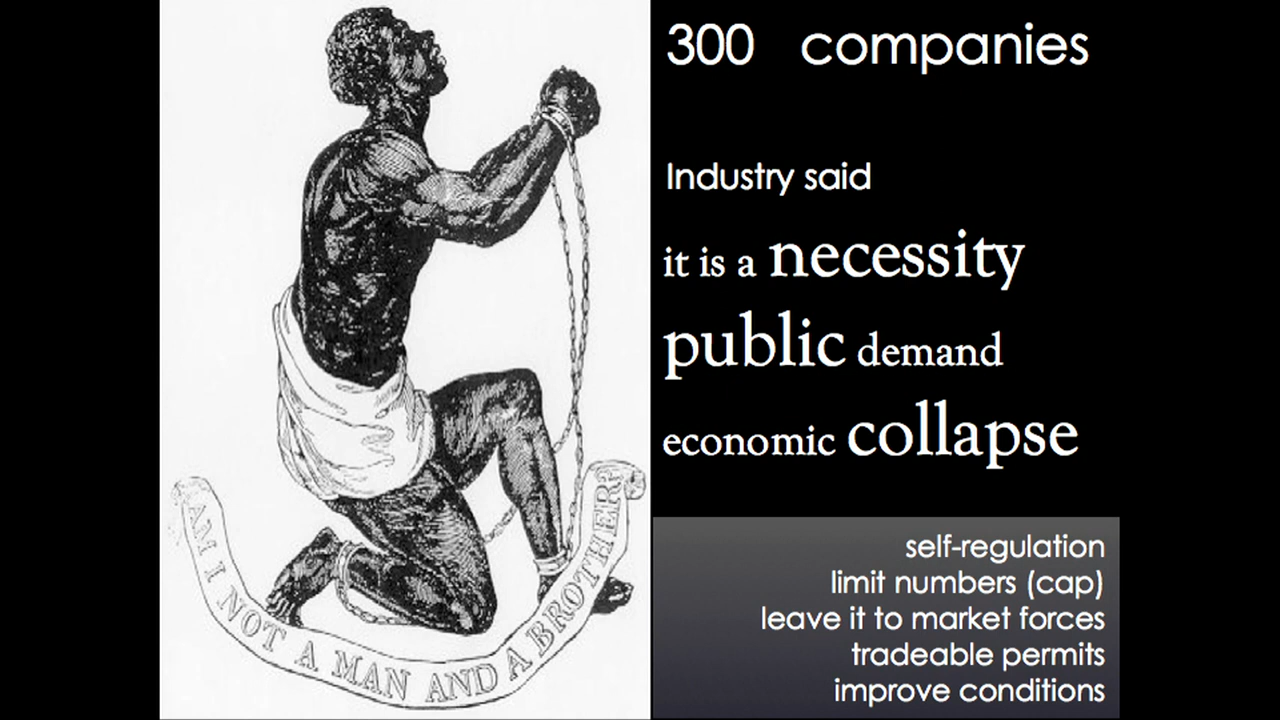 300 companies
Industry said
it is a necessity
public demand
economic collapse
self-regulation
limit numbers (cap)
leave it to market forces
tradeable permits
improve conditions
AM I NOT A MAN AND A BROTHER?